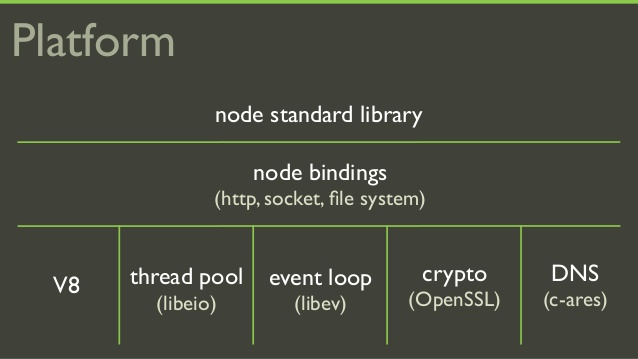 Platform
node standard library
node bindings
(http, socket, file system)
V8
thread pool
(libeio)
event loop
(libev)
crypto
(OpenSSL)
DNS
(c-ares)